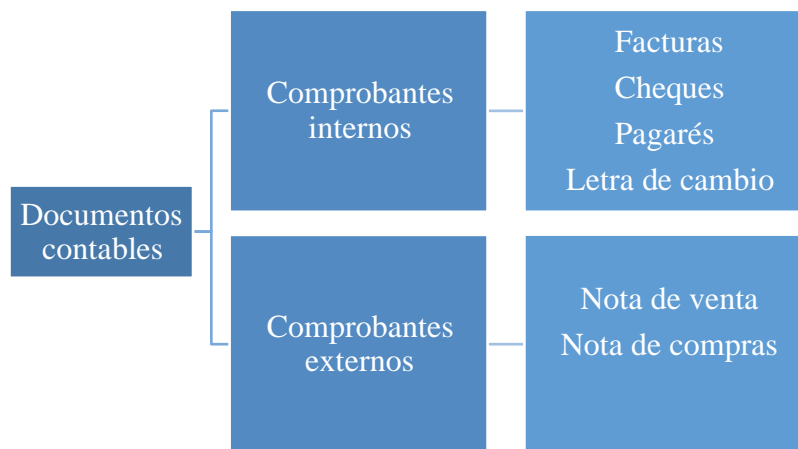 Documentos
contables
Comprobantes
internos
Facturas
Cheques
Pagarés
Letra de cambio
Comprobantes
externos
Nota de venta
Nota de compras